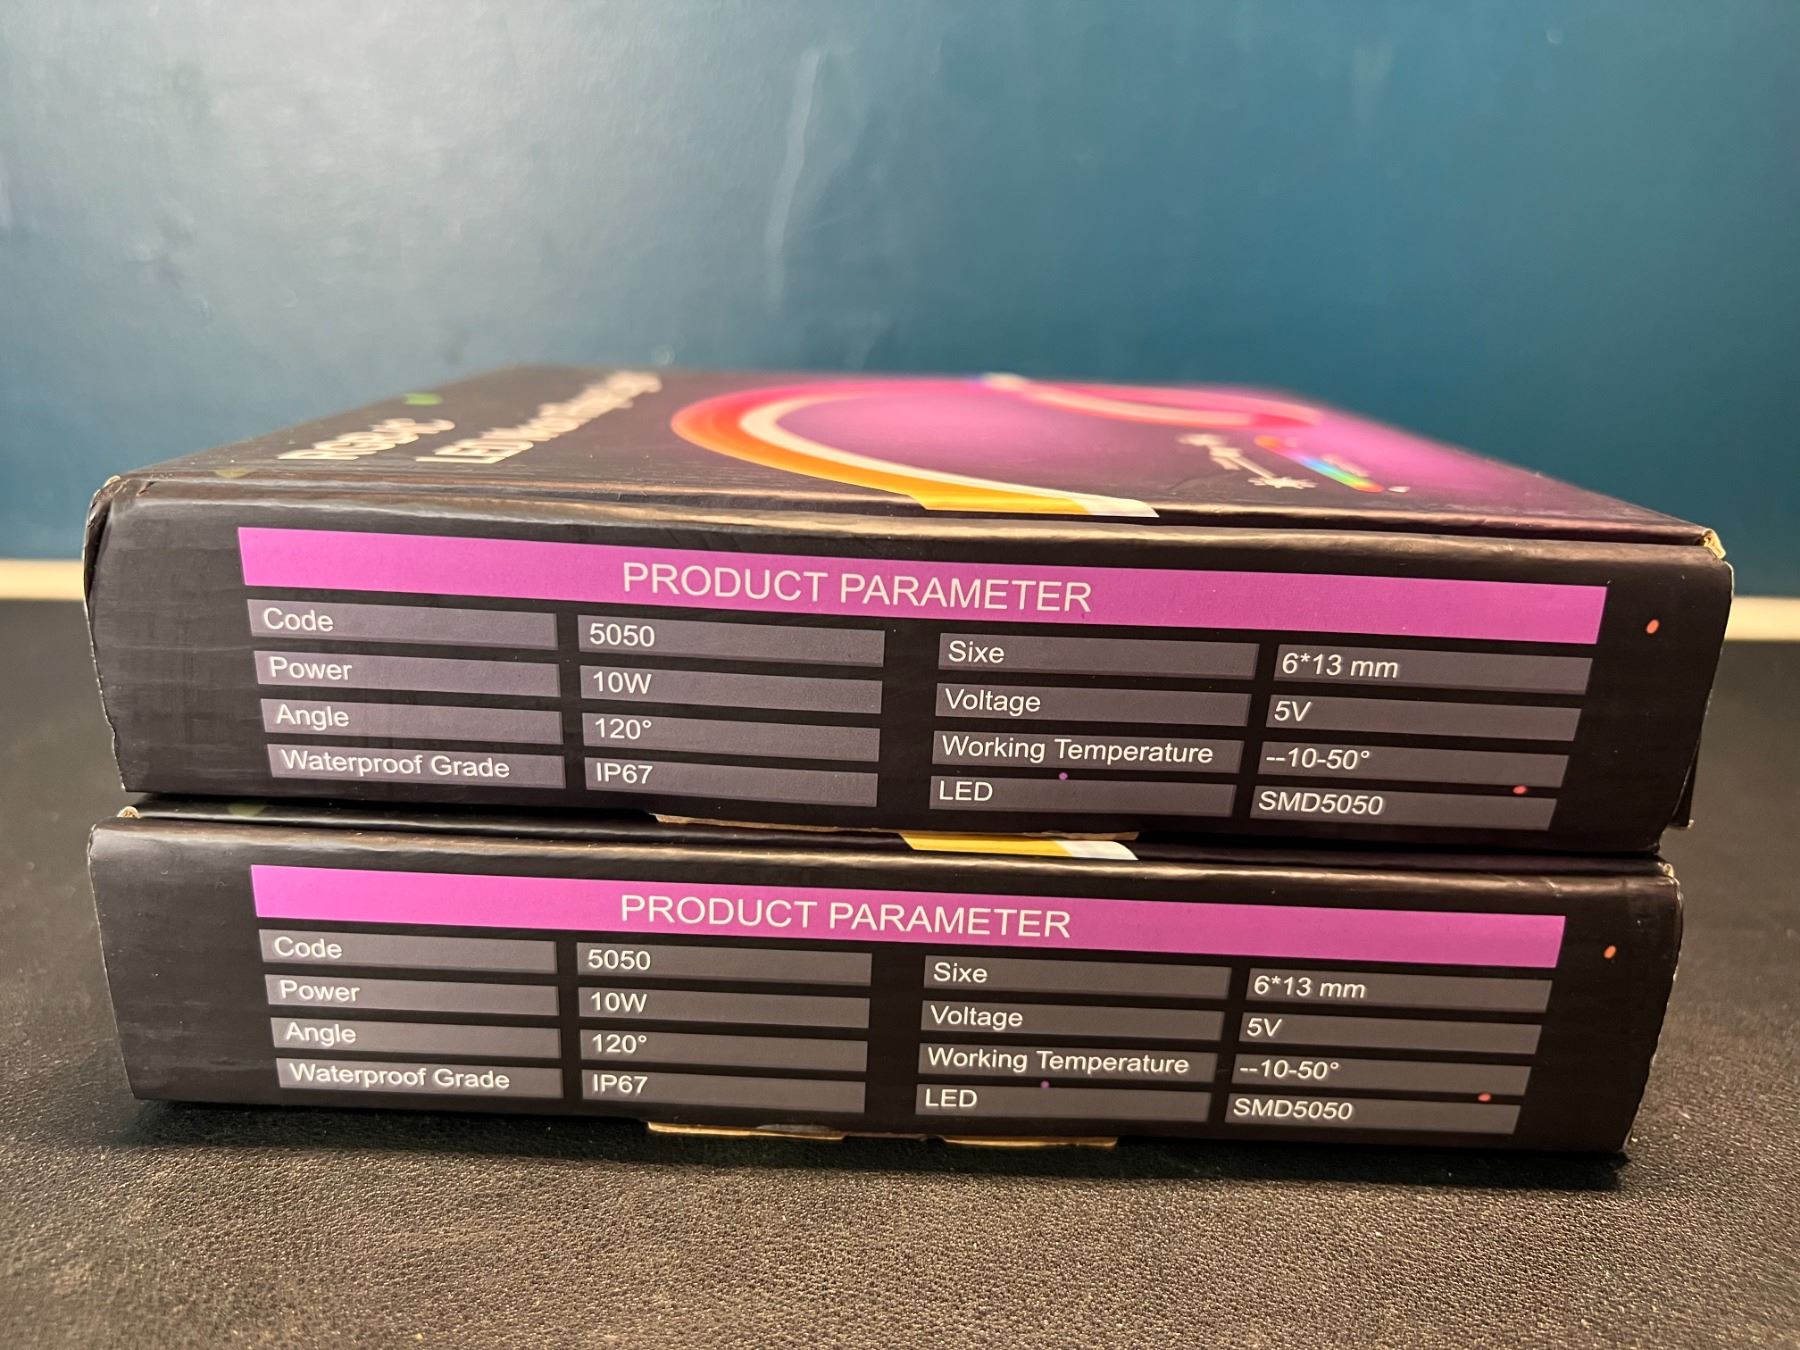 RGBIC
PRODUCT PARAMETER
Code 5050 Sixe 6*13 mm
Power 10W Voltage 5V
Angle 120° Working Temperature --10-50°
Waterproof Grade IP67 LED SMD5050
PRODUCT PARAMETER
Code 5050 Sixe 6*13 mm
Power 10W Voltage 5V
Angle 120° Working Temperature --10-50°
Waterproof Grade IP67 LED SMD5050